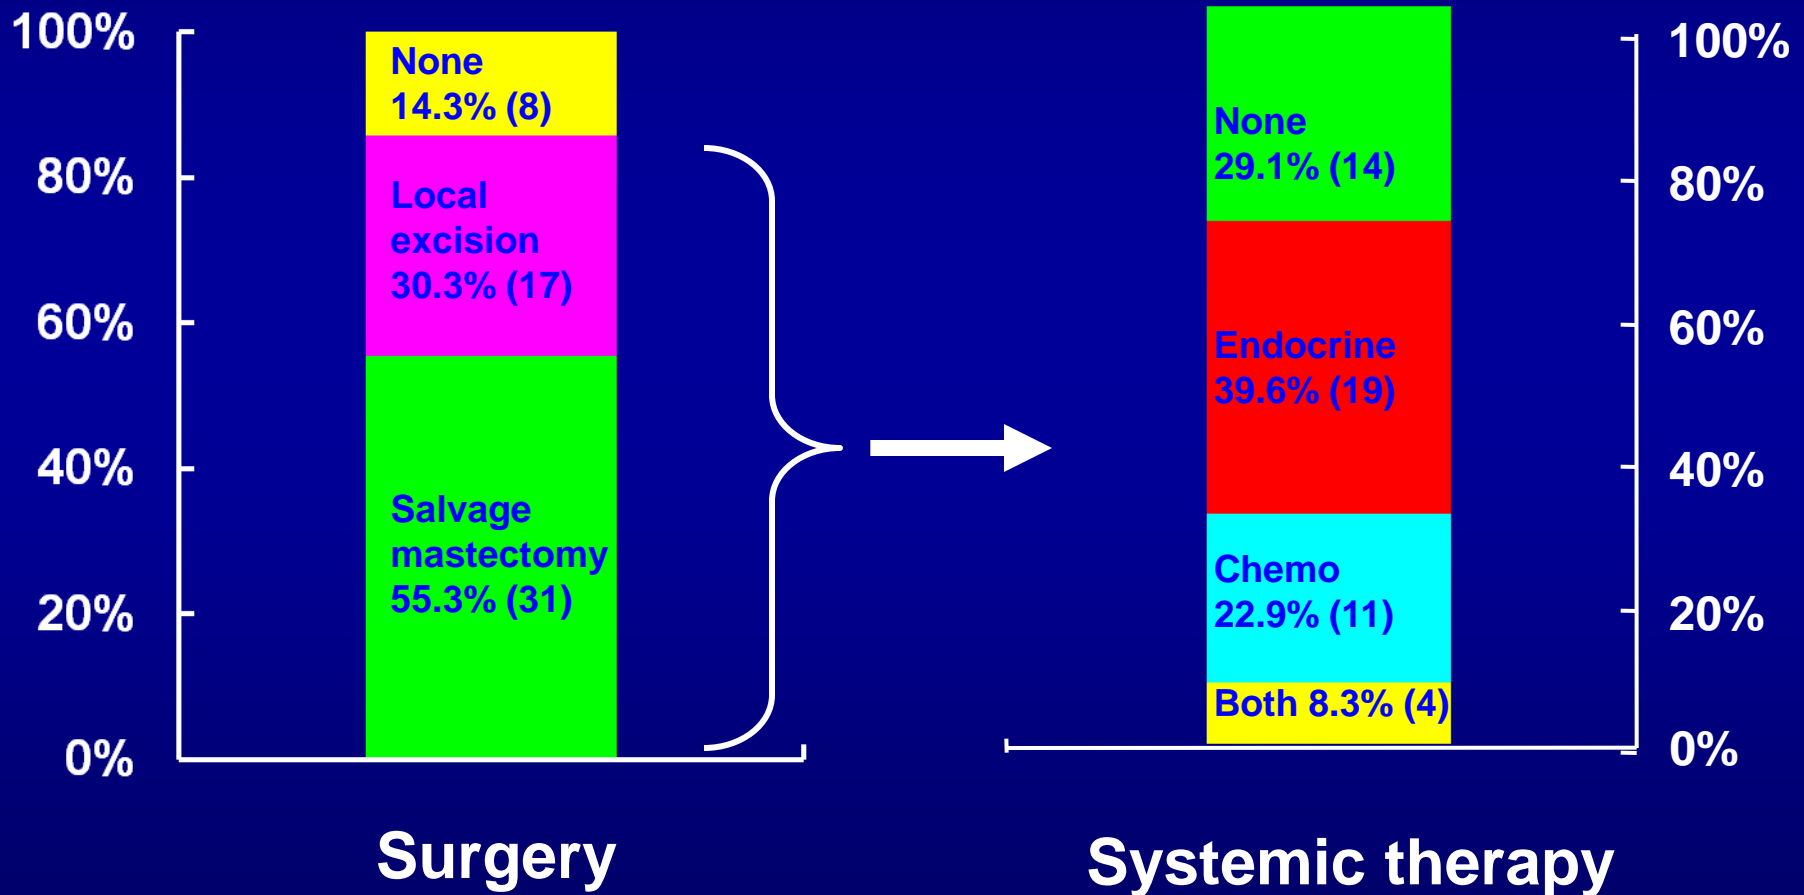 100%
80%
60%
40%
20%
0%
None
14.3% (8)
Local
excision
30.3% (17)
Salvage
mastectomy
55.3% (31)
Surgery
None
29.1% (14)
Endocrine
39.6% (19)
Chemo
22.9% (11)
Both 8.3% (4)
100%
80%
60%
40%
20%
0%
Systemic therapy